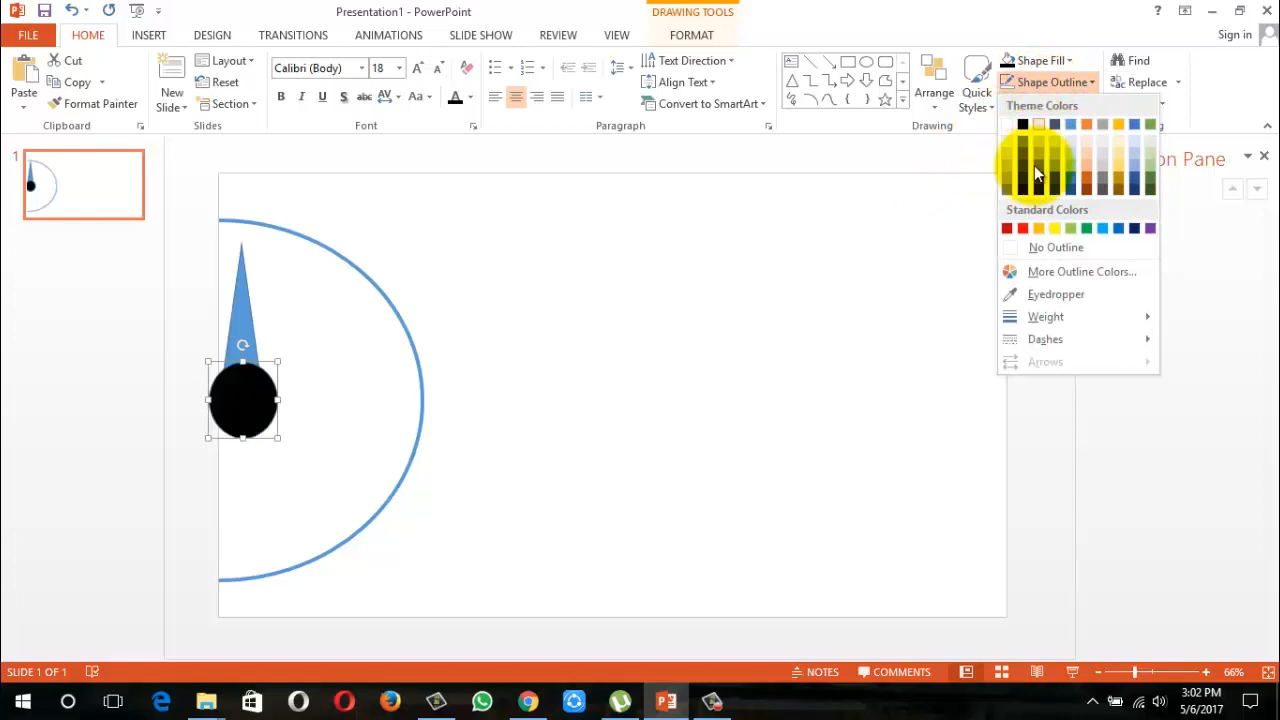 Presentation1 - PowerPoint
DRAWING TOOLS
?
FILE
HOME
INSERT
DESIGN
TRANSITIONS
ANIMATIONS
SLIDE SHOW
REVIEW
VIEW
FORMAT
Sign in
Paste
Cut
Copy
Format Painter
Clipboard
New
Slide
Layout
Reset
Section
Slides
Calibri (Body)
18
B I U S abc AV Aa A
Font
Text Direction
Align Text
Convert to SmartArt
Paragraph
Arrange
Quick
Styles
Drawing
Shape Fill
Shape Outline
Find
Replace
Theme Colors
Standard Colors
No Outline
More Outline Colors...
Eyedropper
Weight
Dashes
Arrows
on Pane
1
SLIDE 1 OF 1
NOTES
COMMENTS
66%
3:02 PM
5/6/2017